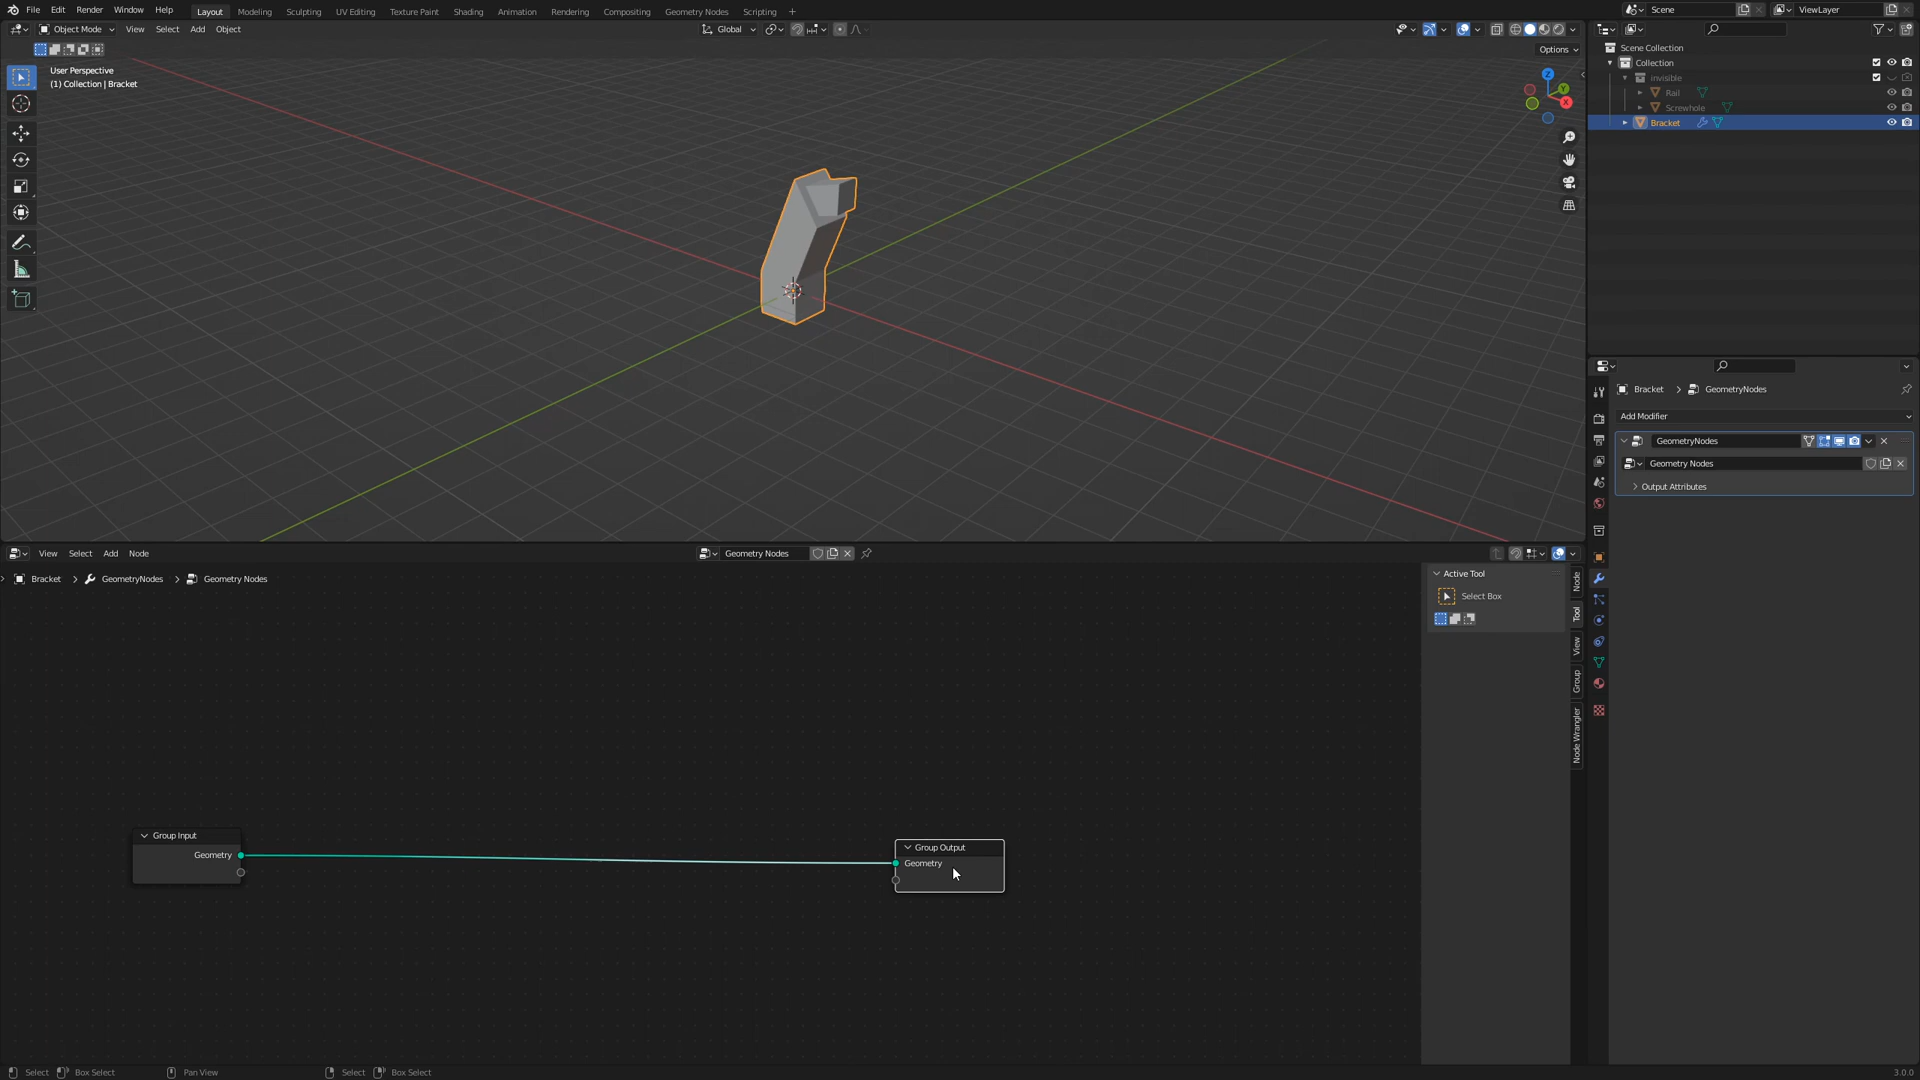 File Edit Render Window Help Layout Modeling Sculpting UV Editing Texture Paint Shading Animation Rendering Compositing Geometry Nodes Scripting + Scene ViewLayer
Object Mode View Select Add Object Global
Options
User Perspective
(1) Collection | Bracket
Z
Y
X
Scene Collection
Collection
invisible
Rail
Screwhole
Bracket
Bracket > GeometryNodes
Add Modifier
GeometryNodes
Geometry Nodes
Output Attributes
View Select Add Node Geometry Nodes
Bracket > GeometryNodes > Geometry Nodes
Active Tool
Select Box
Node
Tool
View
Group
Node Wrangler
Group Input
Geometry
Group Output
Geometry
Select Box Select Pan View Select Box Select 3.0.0